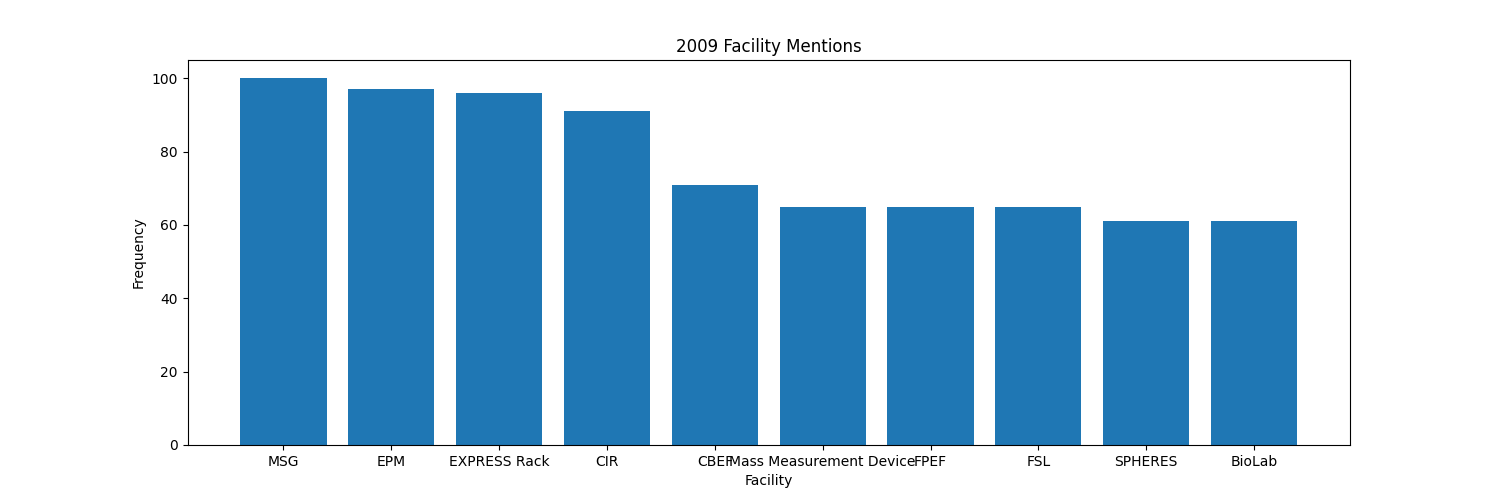 2009 Facility Mentions
Frequency
100
80
60
40
20
0
MSG EPM EXPRESS Rack CIR CBEF Mass Measurement Device FPEF FSL SPHERES BioLab
Facility